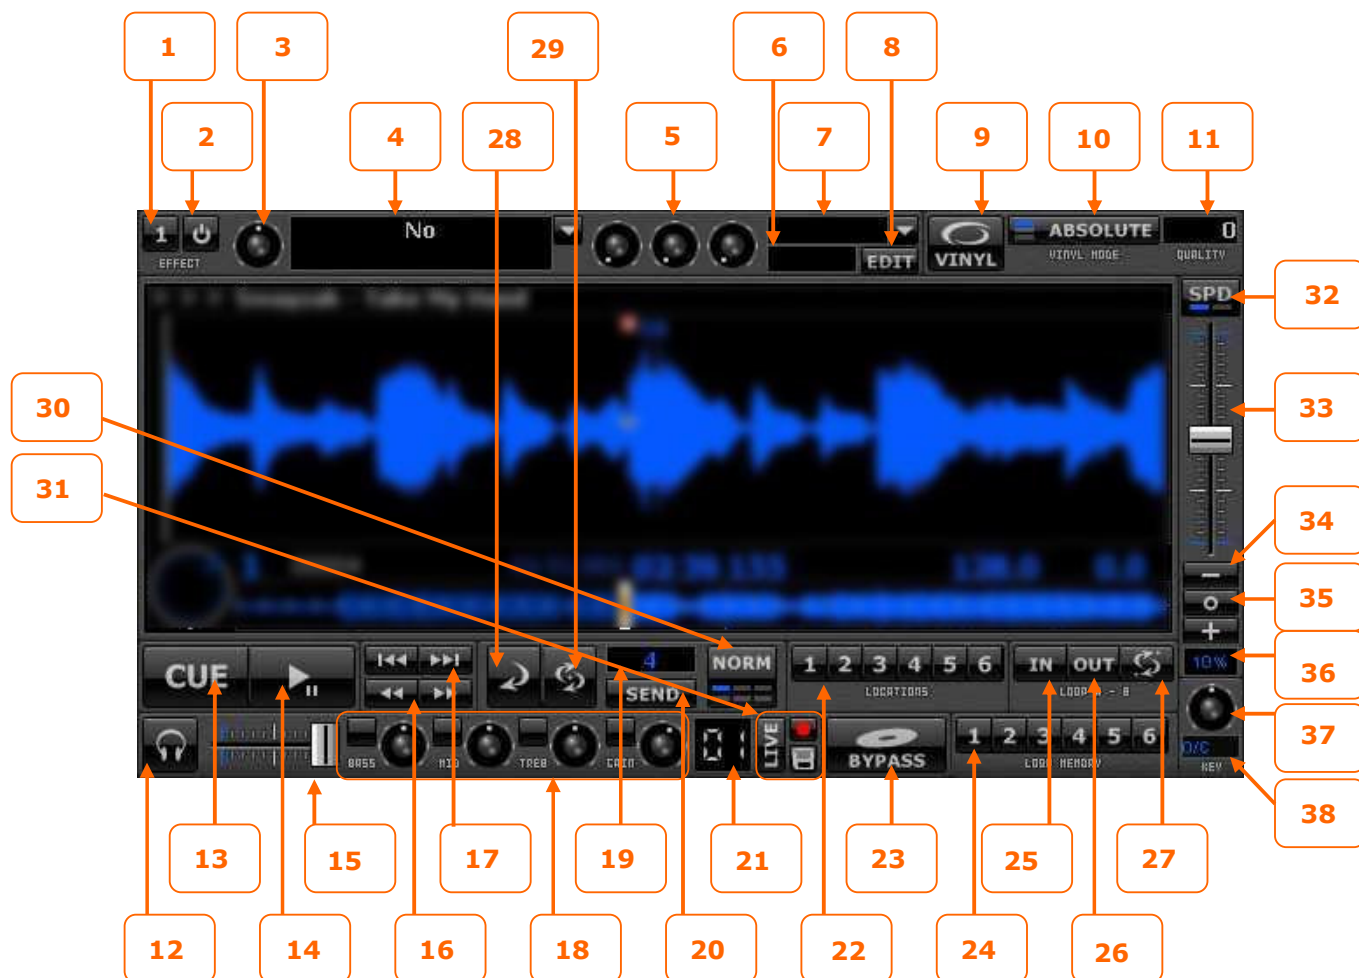 1 3 29 6 8
2 4 28 5 7 9 10 11
1 No ABSOLUTE 0
EFFECT EDIT VINYL VINYL MODE QUALITY
SPD 32
30 33
31
34
35
4 NORM 1 2 3 4 5 6 IN OUT 10% 36
CUE SEND LOCATIONS
LIVE 01 1 2 3 4 5 6 37
BASS MID TREB GAIN BYPASS LOOP MEMORY KEY
38
13 15 17 19 21 23 25 27
12 14 16 18 20 22 24 26